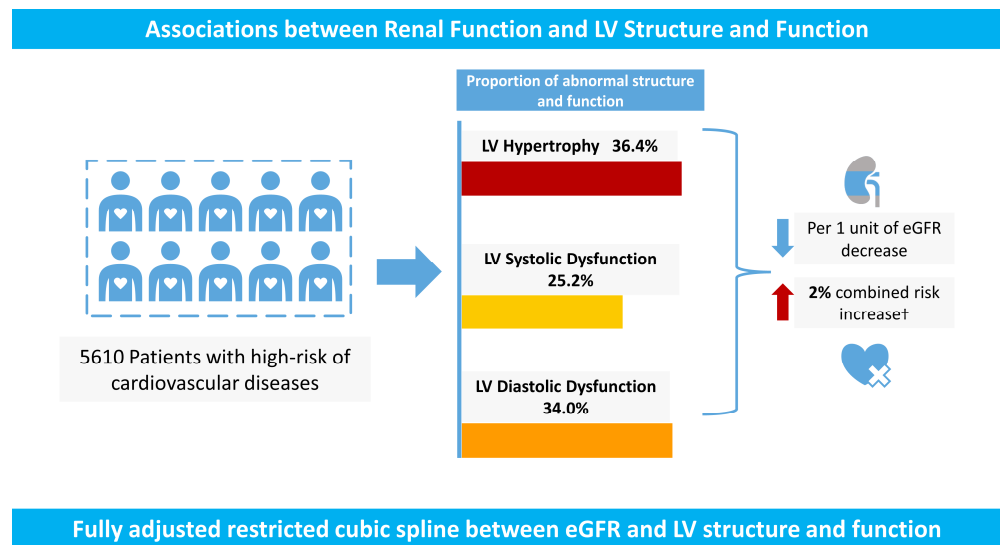 Associations between Renal Function and LV Structure and Function
Proportion of abnormal structure
and function
LV Hypertrophy 36.4%
LV Systolic Dysfunction
25.2%
LV Diastolic Dysfunction
34.0%
5610 Patients with high-risk of
cardiovascular diseases
Per 1 unit of eGFR
decrease
2% combined risk
increase†
Fully adjusted restricted cubic spline between eGFR and LV structure and function